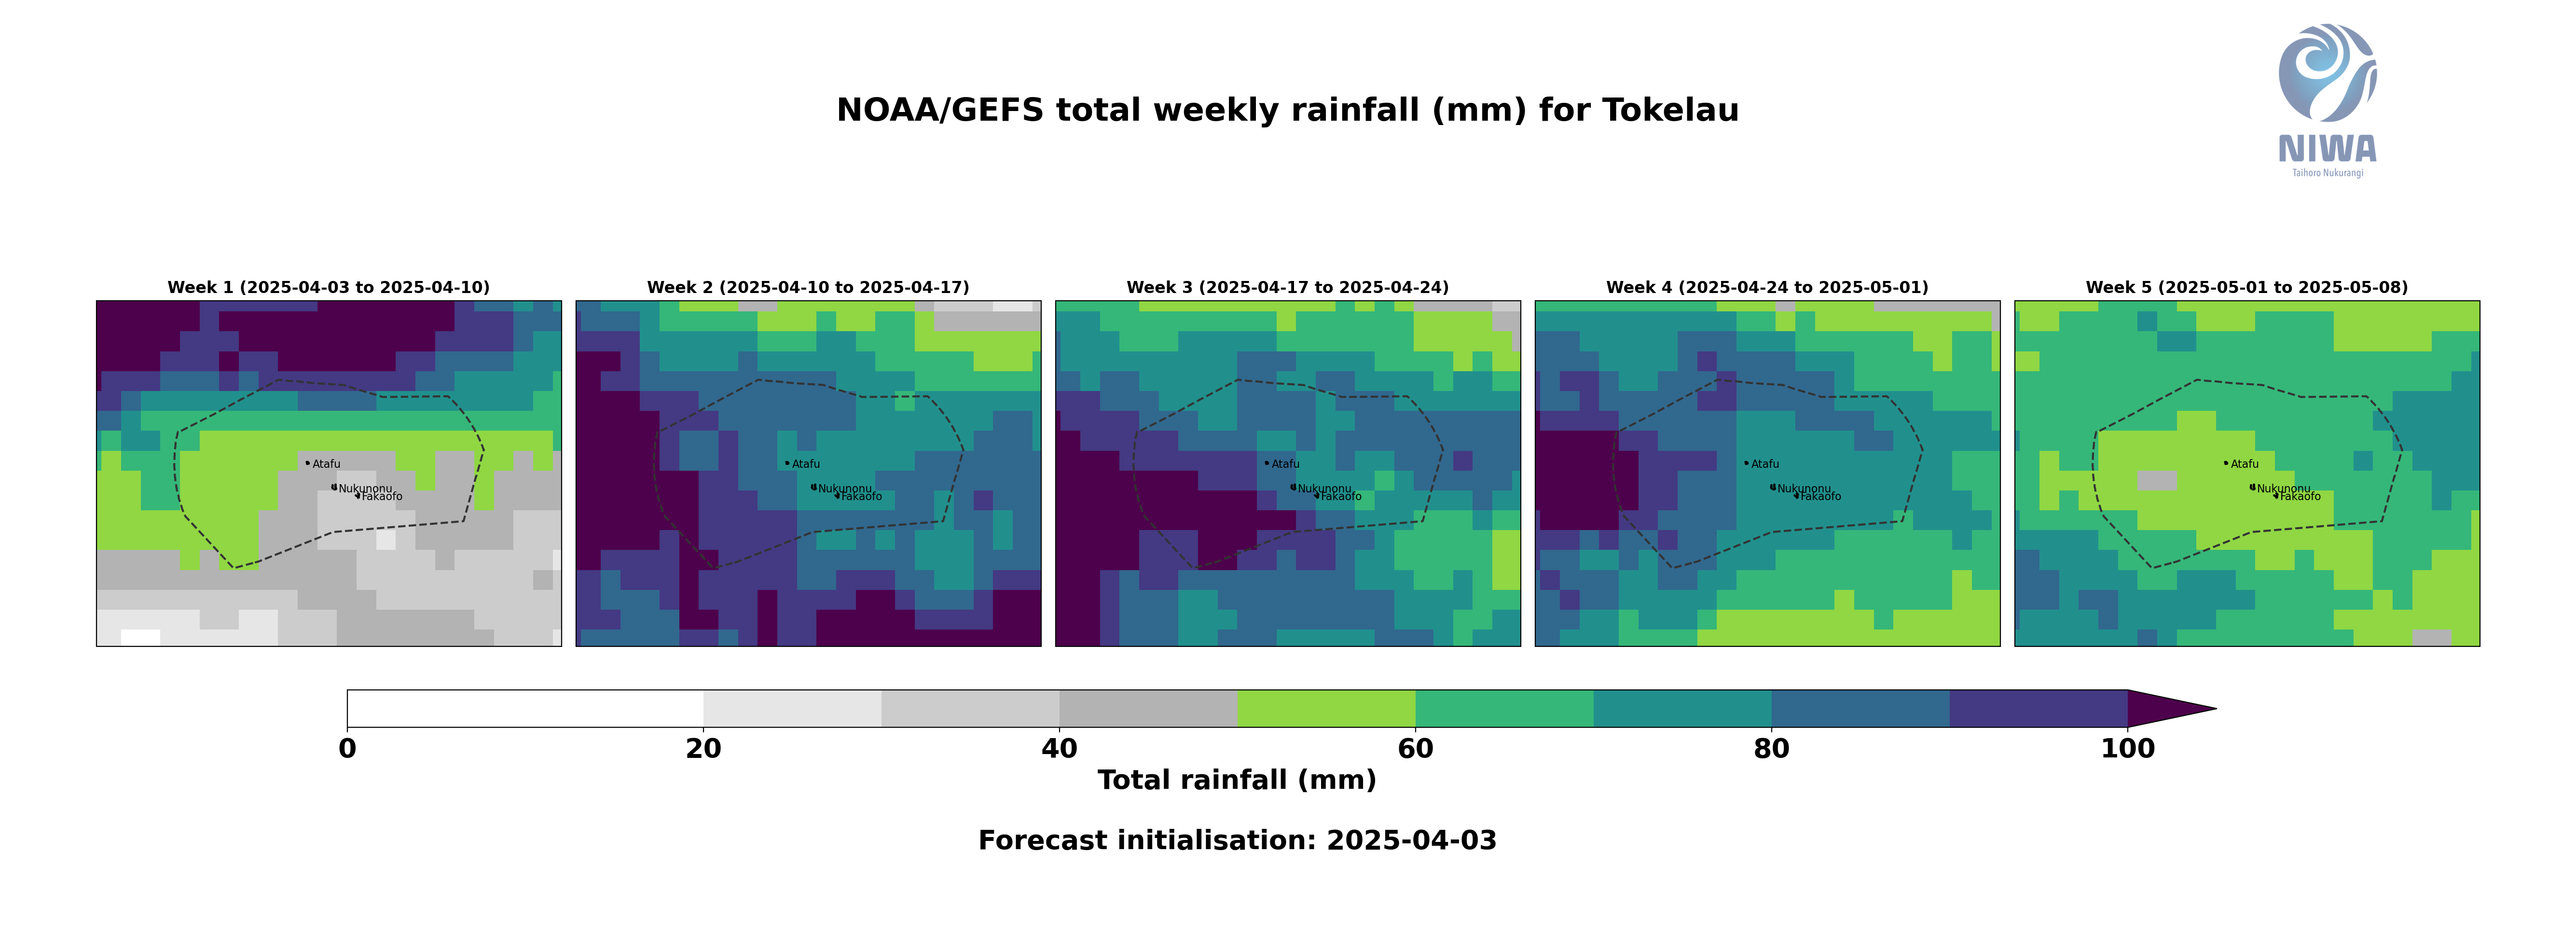 NIWA
Taihoro Nukurangi
NOAA/GEFS total weekly rainfall (mm) for Tokelau
Week 1 (2025-04-03 to 2025-04-10)
Week 2 (2025-04-10 to 2025-04-17)
Week 3 (2025-04-17 to 2025-04-24)
Week 4 (2025-04-24 to 2025-05-01)
Week 5 (2025-05-01 to 2025-05-08)
Atafu
Nukunonu
Fakaofo
Atafu
Nukunonu
Fakaofo
Atafu
Nukunonu
Fakaofo
Atafu
Nukunonu
Fakaofo
Atafu
Nukunonu
Fakaofo
0 20 40 60 80 100
Total rainfall (mm)
Forecast initialisation: 2025-04-03